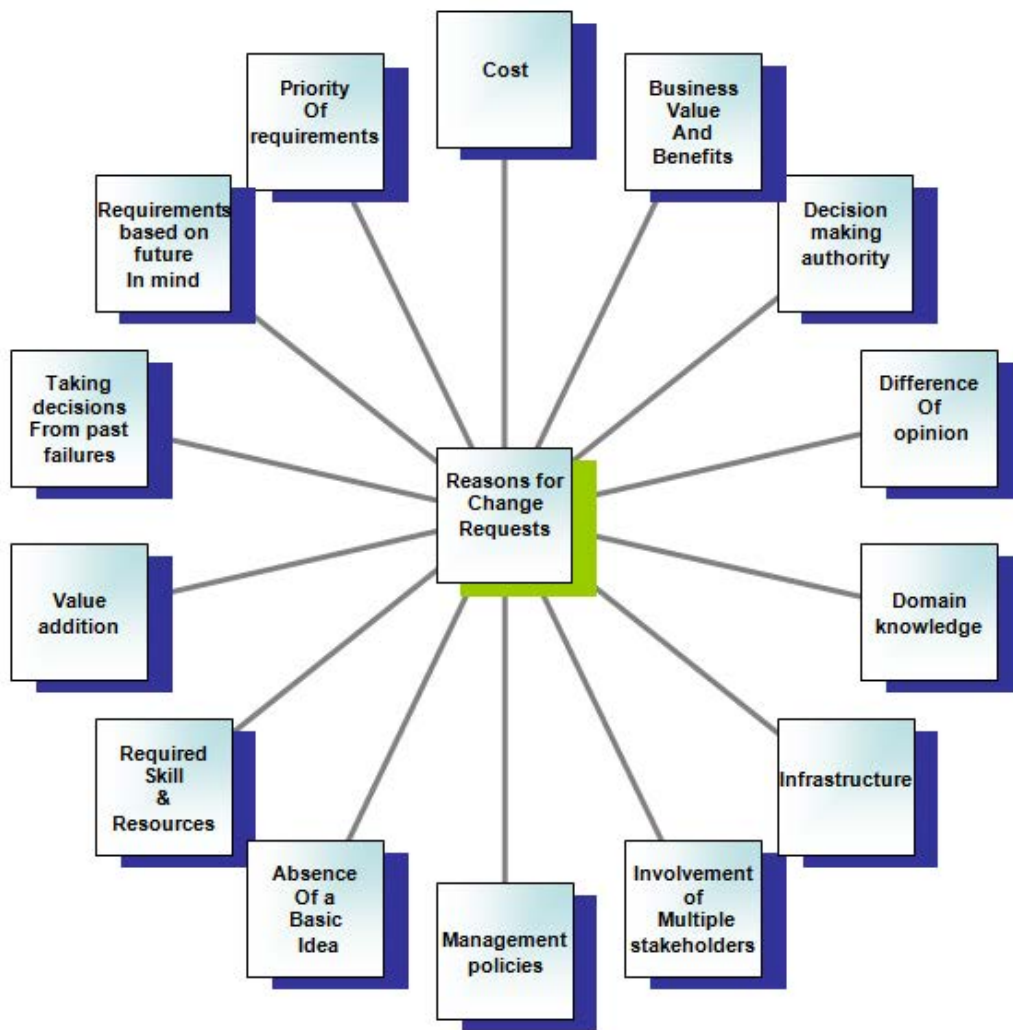 Cost
Business
Value
And
Benefits
Decision
making
authority
Difference
Of
opinion
Domain
knowledge
Infrastructure
Involvement
of
Multiple
stakeholders
Management
policies
Absence
Of a
Basic
Idea
Required
Skill
&
Resources
Value
addition
Taking
decisions
From past
failures
Requirements
based on
future
In mind
Priority
Of
requirements
Reasons for
Change
Requests